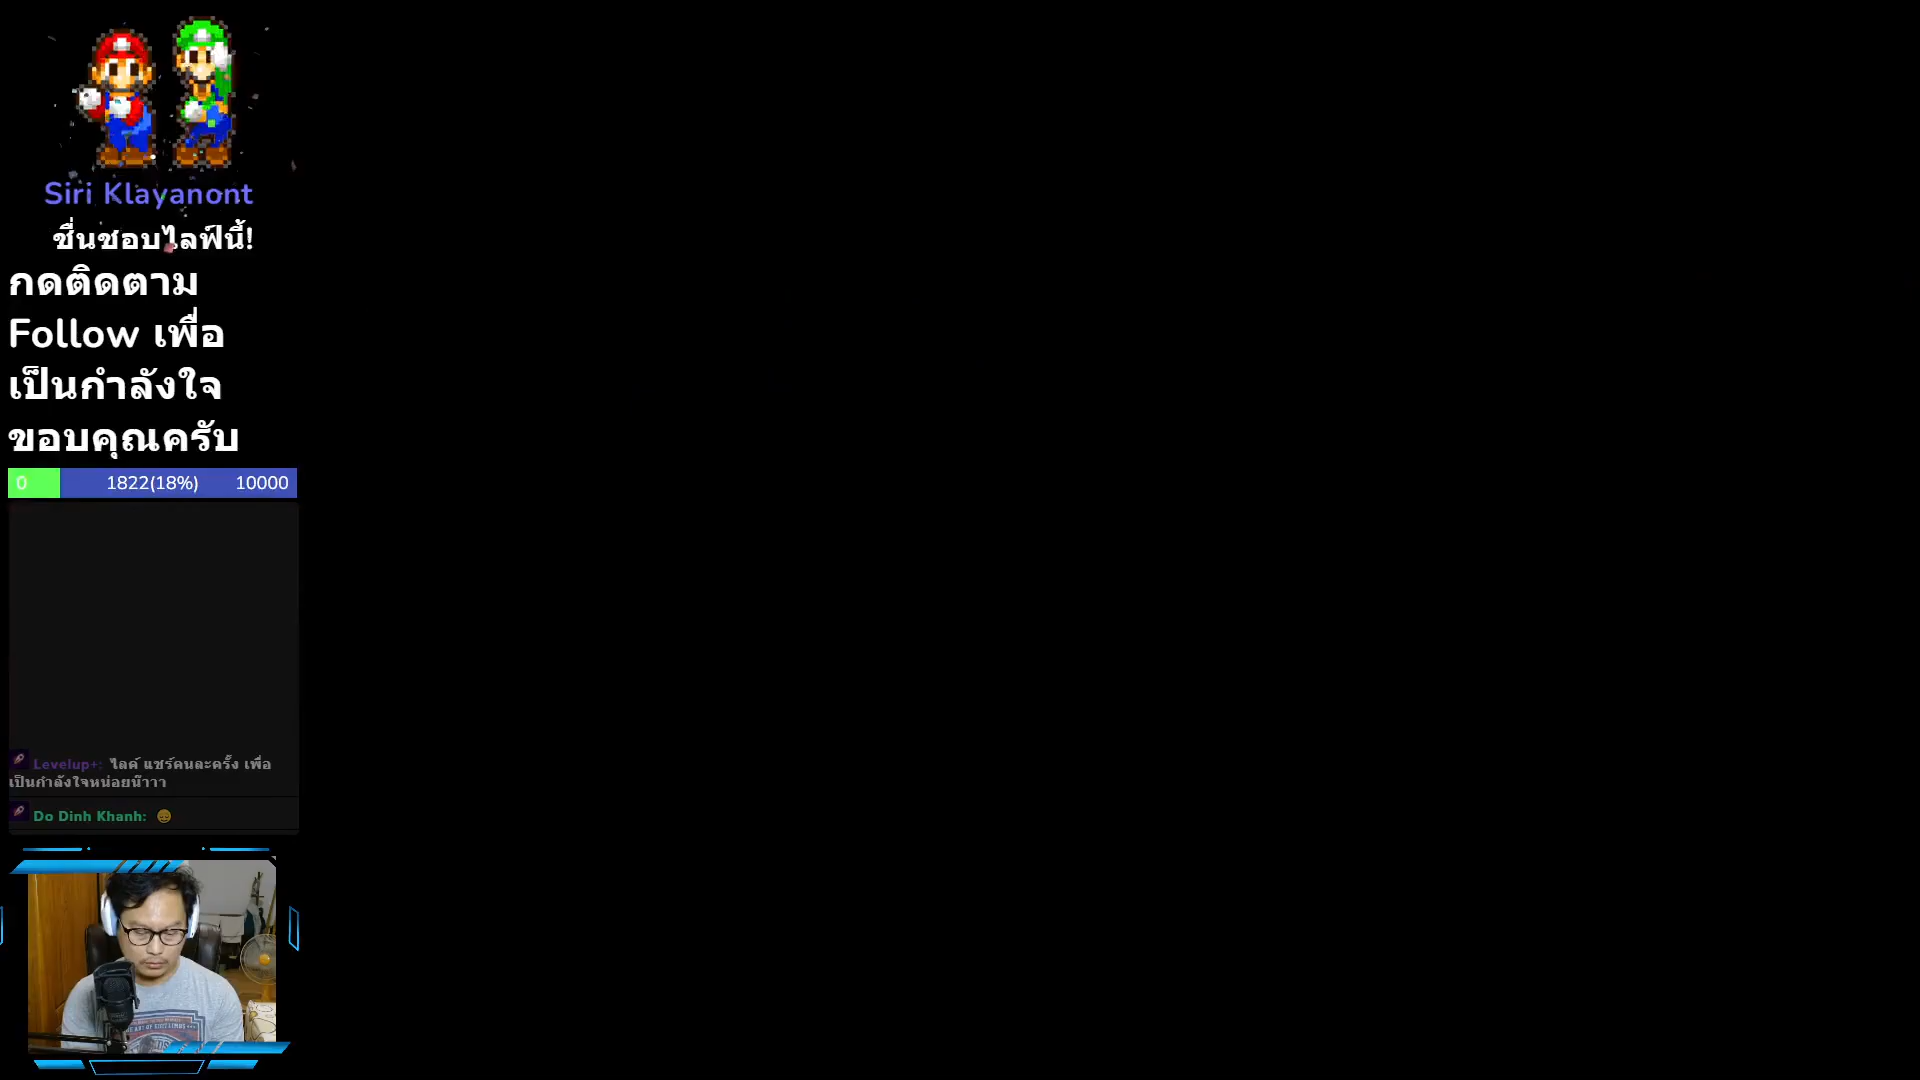 Siri Klayanont
ชื่นชอบไลฟ์นี้!
กดติดตาม
Follow เพื่อ
เป็นกำลังใจ
ขอบคุณครับ
0 1822(18%) 10000
Levelup+: ไลค์ แชร์คนละครั้ง เพื่อ
เป็นกำลังใจหน่อยน๊าาา
Do Dinh Khanh: